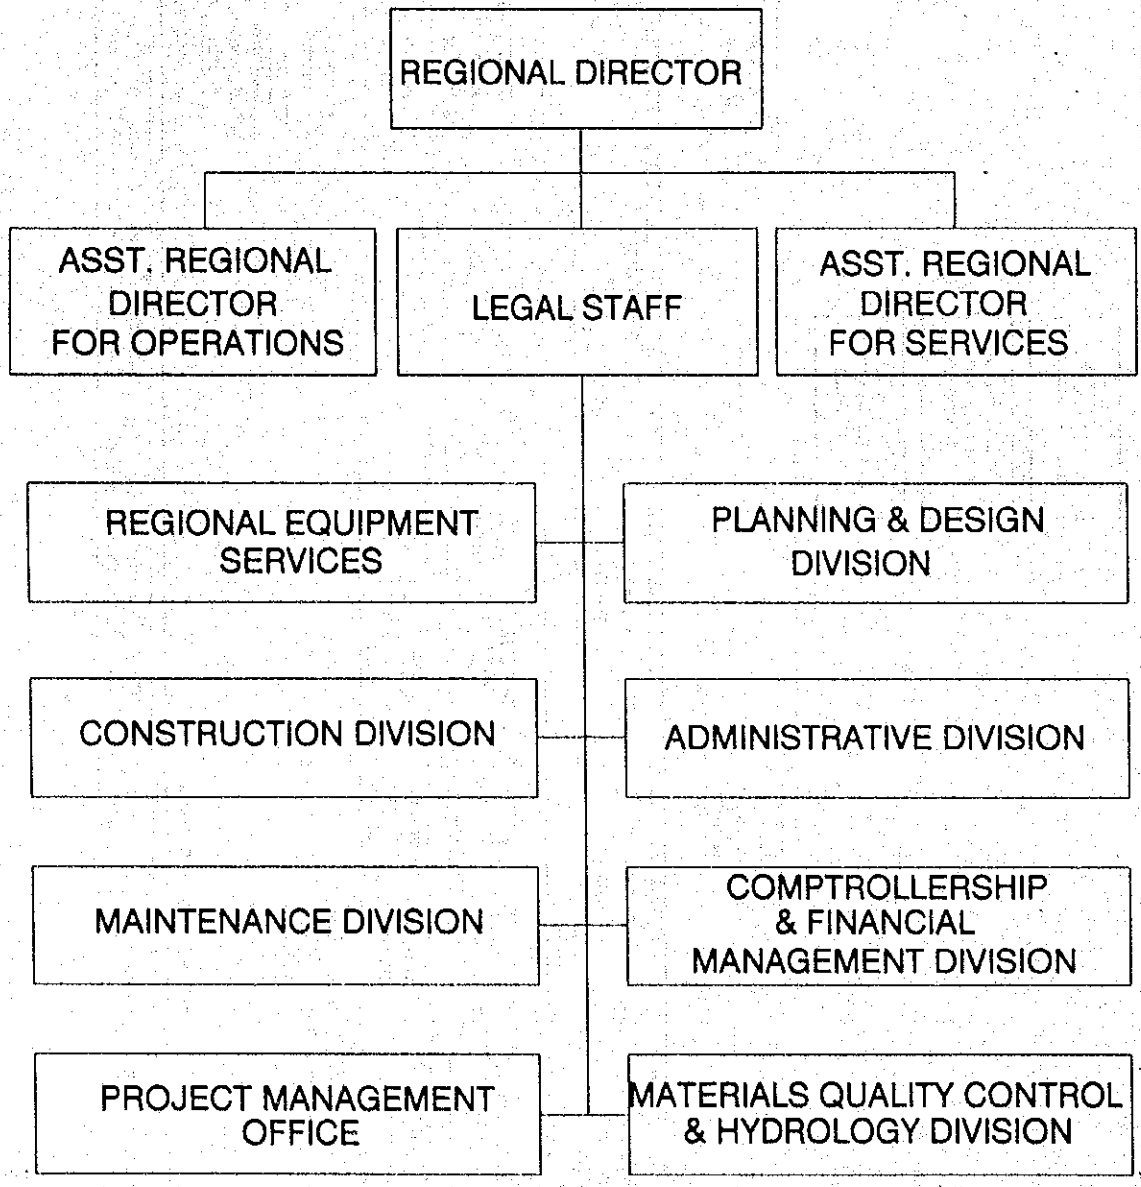 REGIONAL DIRECTOR
ASST. REGIONAL
DIRECTOR
FOR OPERATIONS
LEGAL STAFF
ASST. REGIONAL
DIRECTOR
FOR SERVICES
REGIONAL EQUIPMENT
SERVICES
PLANNING & DESIGN
DIVISION
CONSTRUCTION DIVISION
ADMINISTRATIVE DIVISION
MAINTENANCE DIVISION
COMPTROLLERSHIP
& FINANCIAL
MANAGEMENT DIVISION
PROJECT MANAGEMENT
OFFICE
MATERIALS QUALITY CONTROL
& HYDROLOGY DIVISION